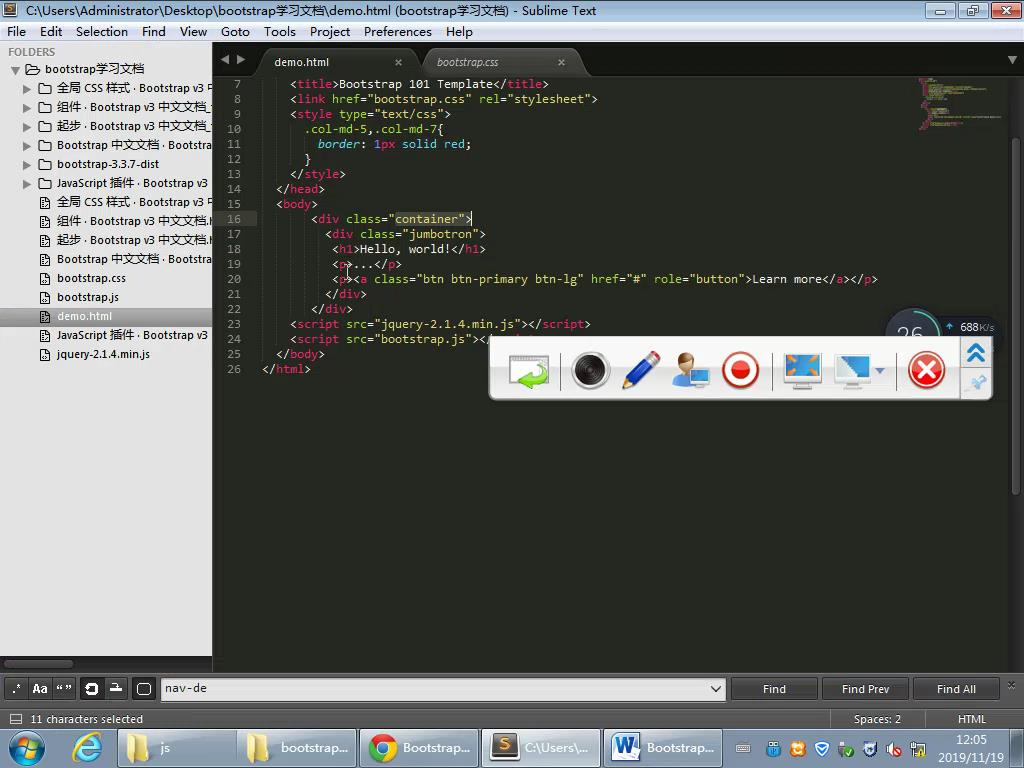 C:\Users\Administrator\Desktop\bootstrap学习文档\demo.html (bootstrap学习文档) - Sublime Text
File Edit Selection Find View Goto Tools Project Preferences Help
FOLDERS
bootstrap学习文档
全局 CSS 样式 · Bootstrap v3 中
组件 · Bootstrap v3 中文文档_
起步 · Bootstrap v3 中文文档_
Bootstrap 中文文档 · Bootstra
bootstrap-3.3.7-dist
JavaScript 插件 · Bootstrap v3
全局 CSS 样式 · Bootstrap v3 中
组件 · Bootstrap v3 中文文档.h
起步 · Bootstrap v3 中文文档.h
Bootstrap 中文文档 · Bootstra
bootstrap.css
bootstrap.js
demo.html
JavaScript 插件 · Bootstrap v3
jquery-2.1.4.min.js
demo.html × bootstrap.css ×
7 <title>Bootstrap 101 Template</title>
8 <link href="bootstrap.css" rel="stylesheet">
9 <style type="text/css">
10 .col-md-5,.col-md-7{
11 border: 1px solid red;
12 }
13 </style>
14 </head>
15 <body>
16 <div class="container">
17 <div class="jumbotron">
18 <h1>Hello, world!</h1>
19 <p>...</p>
20 <p><a class="btn btn-primary btn-lg" href="#" role="button">Learn more</a></p>
21 </div>
22 </div>
23 <script src="jquery-2.1.4.min.js"></script>
24 <script src="bootstrap.js"></
25 </body>
26 </html>
26
688K/s
.* Aa “” nav-de Find Find Prev Find All
11 characters selected Spaces: 2 HTML
js bootstrap... Bootstrap... C:\Users\... Bootstrap...
12:05
2019/11/19